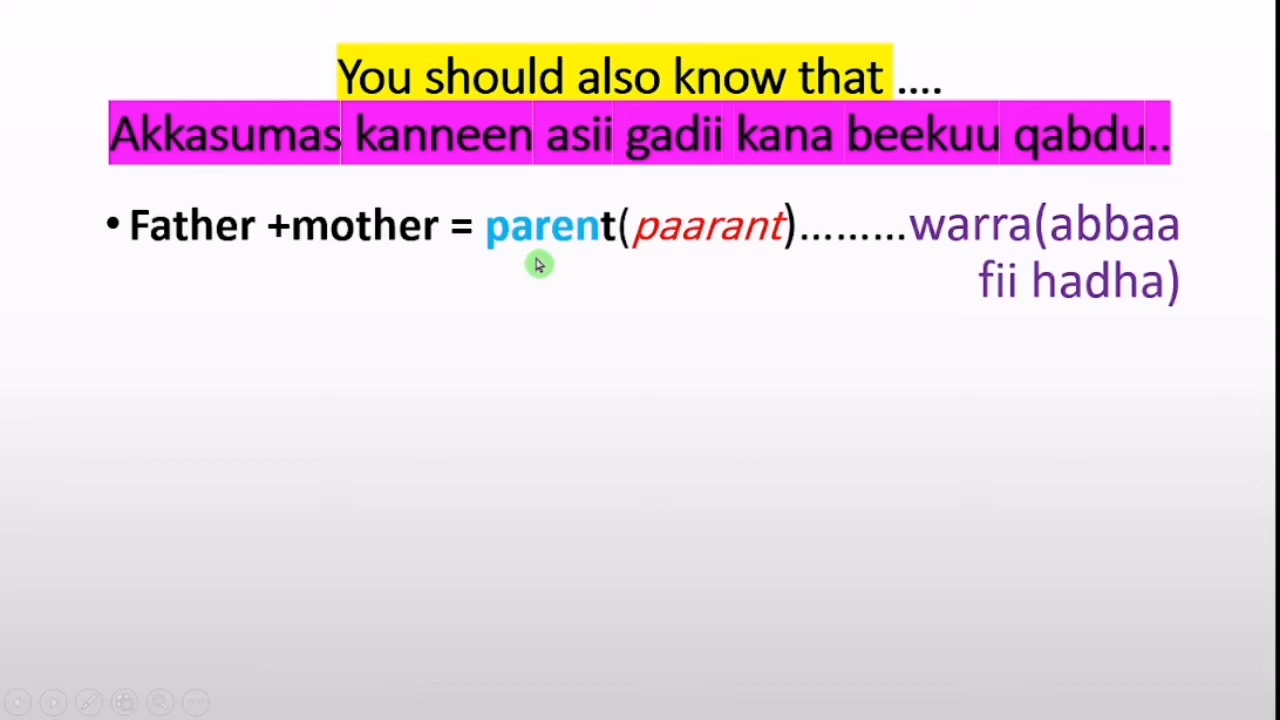 You should also know that ....
Akkasumas kanneen asii gadii kana beekuu qabdu..
• Father +mother = parent(paarant)………warra(abbaa
fii hadha)